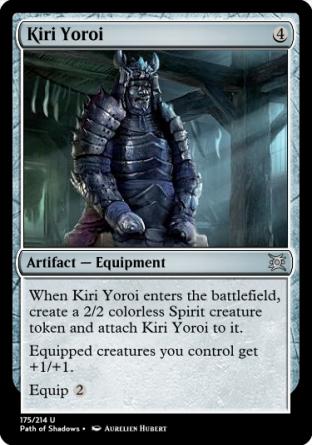 Kiri Yoroi 4
Artifact — Equipment
When Kiri Yoroi enters the battlefield,
create a 2/2 colorless Spirit creature
token and attach Kiri Yoroi to it.
Equipped creatures you control get
+1/+1.
Equip 2
175/214 U
Path of Shadows • Aurelien Hubert